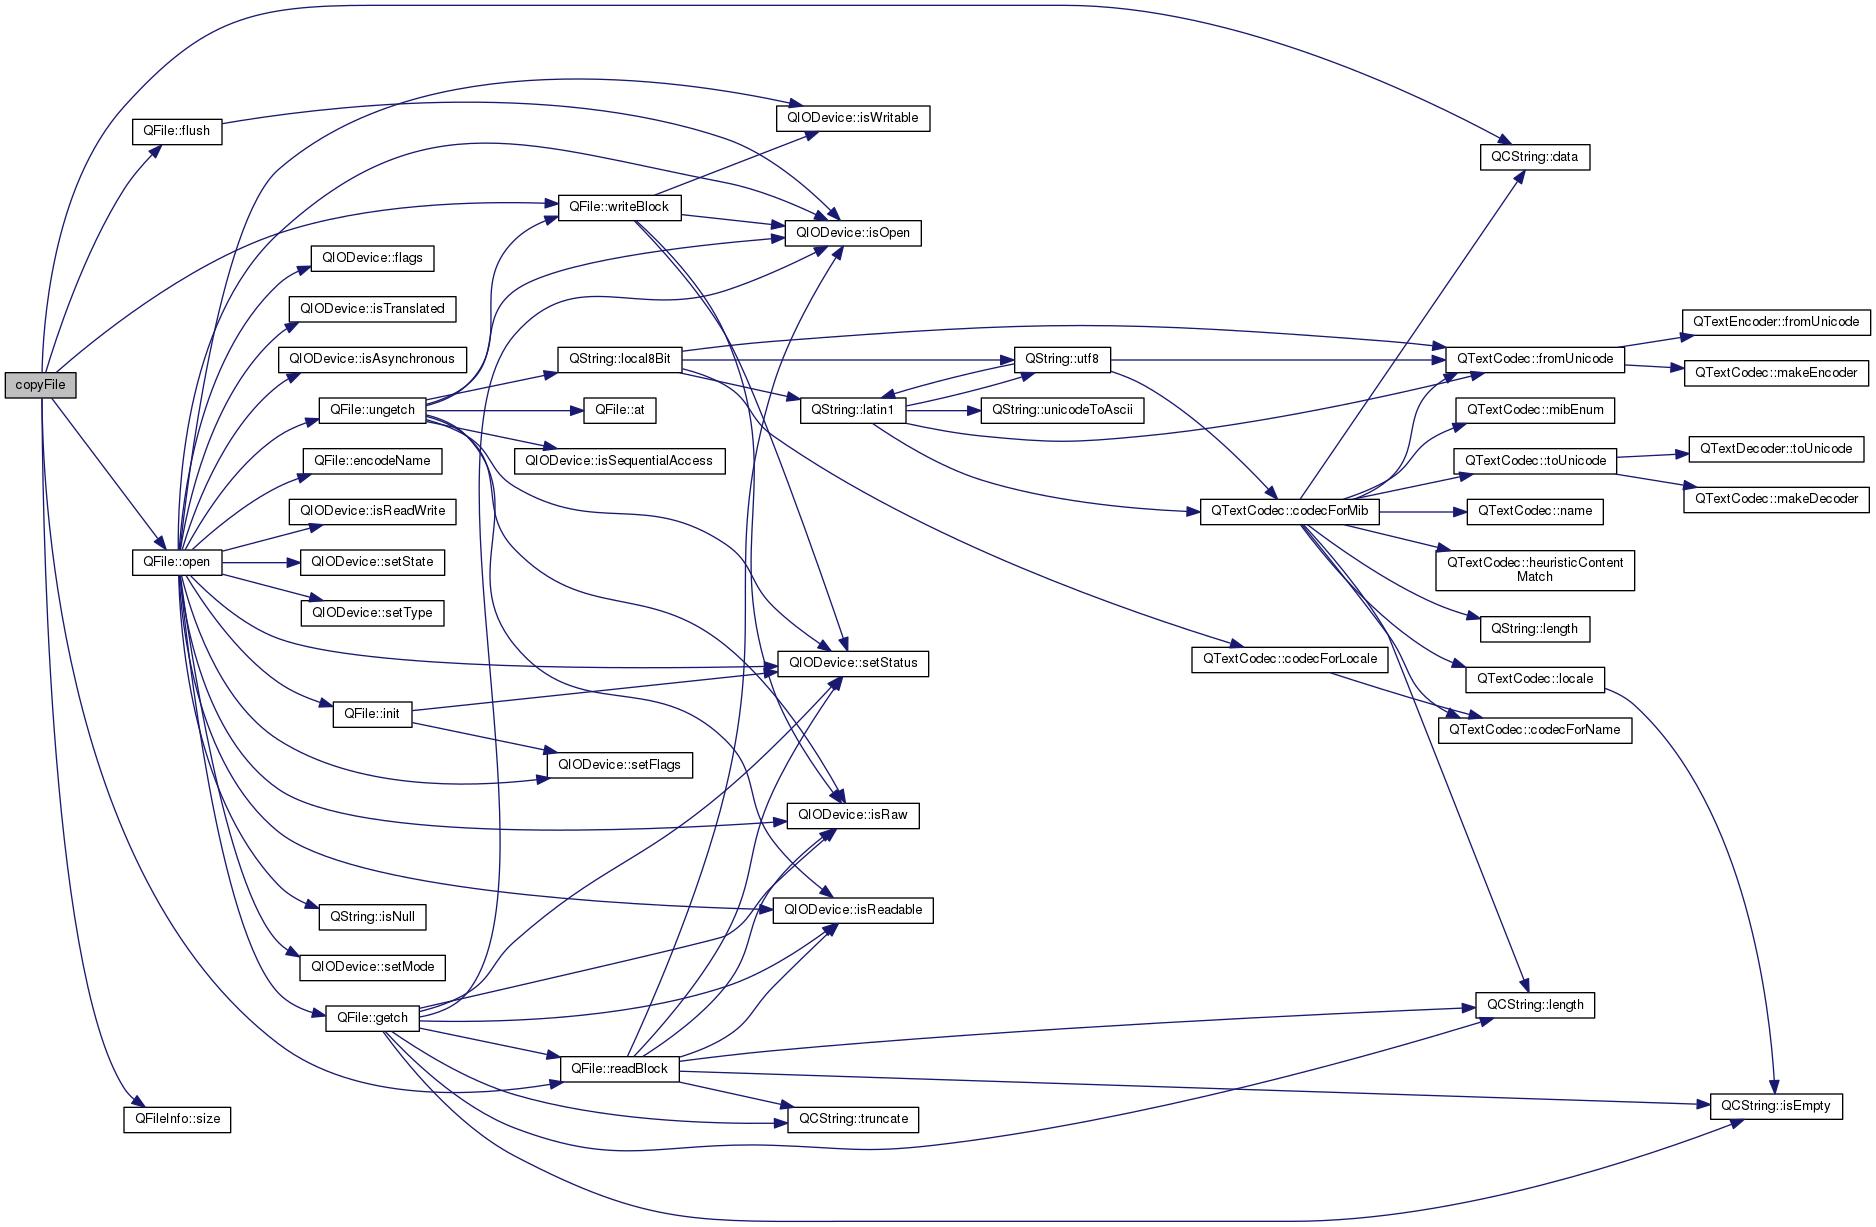 copyFile
QFile::flush
QFile::open
QFileInfo::size
QIODevice::flags
QIODevice::isTranslated
QIODevice::isAsynchronous
QFile::ungetch
QFile::encodeName
QIODevice::isReadWrite
QIODevice::setState
QIODevice::setType
QFile::init
QString::isNull
QIODevice::setMode
QFile::getch
QFile::writeBlock
QString::local8Bit
QFile::at
QIODevice::isSequentialAccess
QIODevice::setFlags
QFile::readBlock
QIODevice::isWritable
QIODevice::isOpen
QString::latin1
QIODevice::setStatus
QIODevice::isRaw
QIODevice::isReadable
QCString::truncate
QString::utf8
QString::unicodeToAscii
QTextCodec::codecForMib
QTextCodec::codecForLocale
QCString::data
QTextCodec::fromUnicode
QTextCodec::mibEnum
QTextCodec::toUnicode
QTextCodec::name
QTextCodec::heuristicContent
Match
QString::length
QTextCodec::locale
QTextCodec::codecForName
QCString::length
QTextEncoder::fromUnicode
QTextCodec::makeEncoder
QTextDecoder::toUnicode
QTextCodec::makeDecoder
QCString::isEmpty